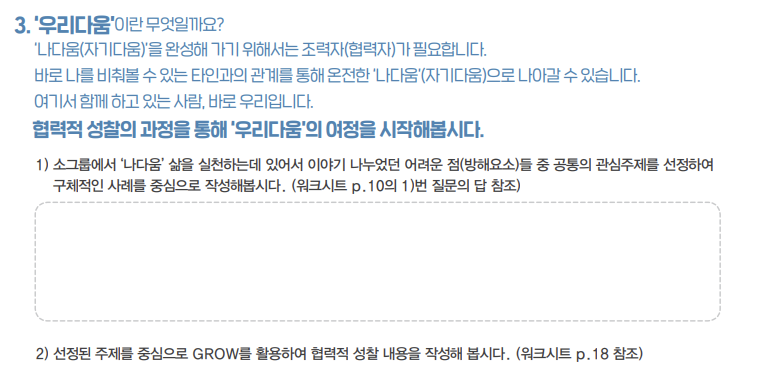 3. '우리다움'이란 무엇일까요?
'나다움(자기다움)'을 완성해 가기 위해서는 조력자(협력자)가 필요합니다.
바로 나를 비춰볼 수 있는 타인과의 관계를 통해 온전한 '나다움'(자기다움)으로 나아갈 수 있습니다.
여기서 함께 하고 있는 사람, 바로 우리입니다.
협력적 성찰의 과정을 통해 '우리다움'의 여정을 시작해봅시다.
1) 소그룹에서 '나다움' 삶을 실천하는데 있어서 이야기 나누었던 어려운 점(방해요소)들 중 공통의 관심주제를 선정하여
구체적인 사례를 중심으로 작성해봅시다. (워크시트 p.10의 1)번 질문의 답 참조)
2) 선정된 주제를 중심으로 GROW를 활용하여 협력적 성찰 내용을 작성해 봅시다. (워크시트 p.18 참조)